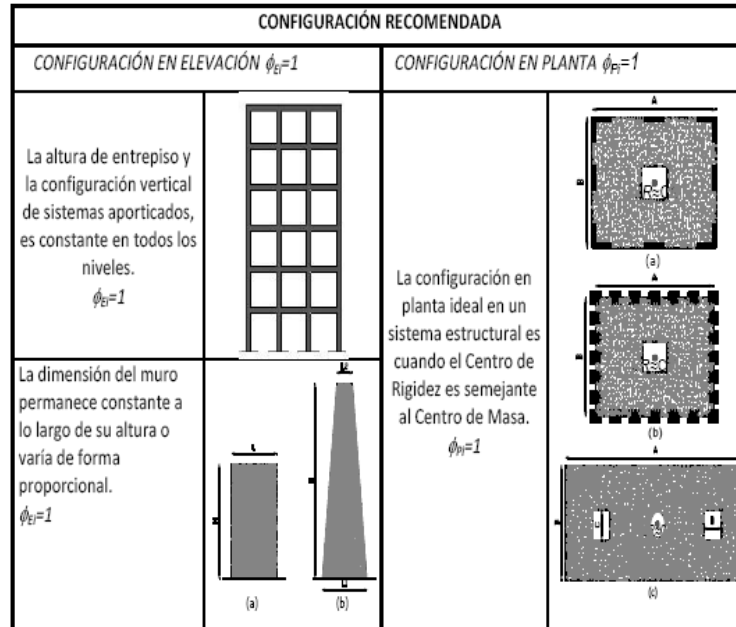 CONFIGURACIÓN RECOMENDADA
CONFIGURACIÓN EN ELEVACIÓN ϕEi=1
CONFIGURACIÓN EN PLANTA ϕPi=1
La altura de entrepiso y
la configuración vertical
de sistemas aporticados,
es constante en todos los
niveles.
ϕEi=1
La dimensión del muro
permanece constante a
lo largo de su altura o
varía de forma
proporcional.
ϕEi=1
L
H
(a)
(b)
La configuración en
planta ideal en un
sistema estructural es
cuando el Centro de
Rigidez es semejante
al Centro de Masa.
ϕPi=1
A
B
(a)
A
B
(b)
A
(c)